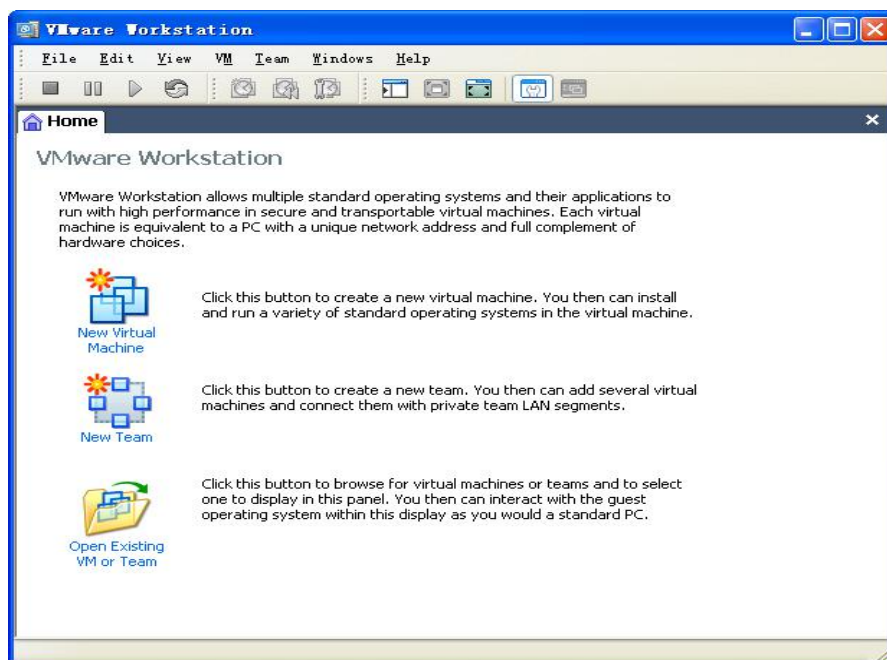 VMware Workstation
File Edit View VM Team Windows Help
Home
VMware Workstation
VMware Workstation allows multiple standard operating systems and their applications to
run with high performance in secure and transportable virtual machines. Each virtual
machine is equivalent to a PC with a unique network address and full complement of
hardware choices.
Click this button to create a new virtual machine. You then can install
and run a variety of standard operating systems in the virtual machine.
New Virtual
Machine
Click this button to create a new team. You then can add several virtual
machines and connect them with private team LAN segments.
New Team
Click this button to browse for virtual machines or teams and to select
one to display in this panel. You then can interact with the guest
operating system within this display as you would a standard PC.
Open Existing
VM or Team